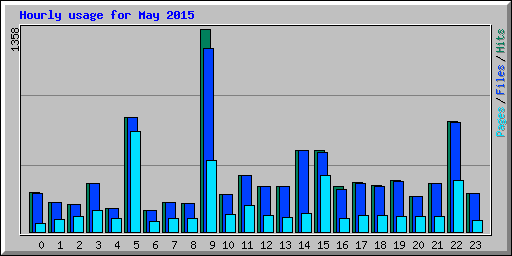 Hourly usage for May 2015
1358
Pages/Files/Hits
0 1 2 3 4 5 6 7 8 9 10 11 12 13 14 15 16 17 18 19 20 21 22 23